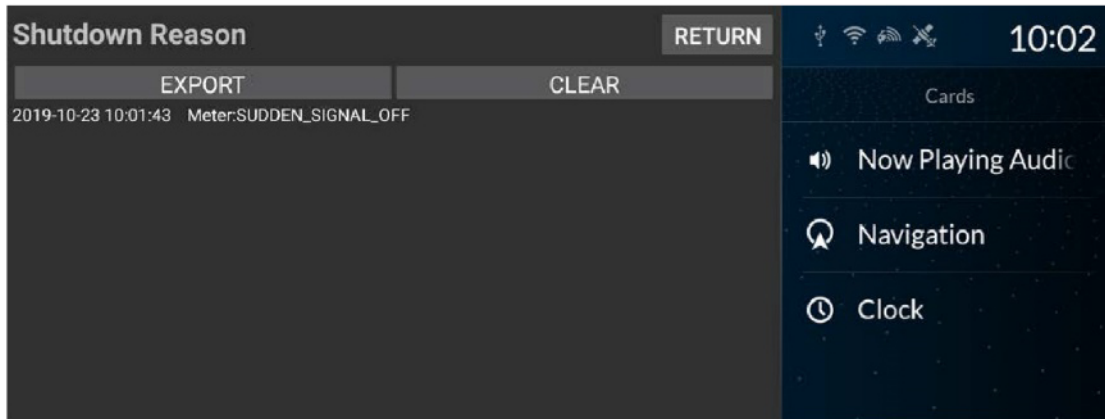 Shutdown Reason
RETURN
EXPORT
CLEAR
2019-10-23 10:01:43 Meter:SUDDEN_SIGNAL_OFF
10:02
Cards
Now Playing Audic
Navigation
Clock